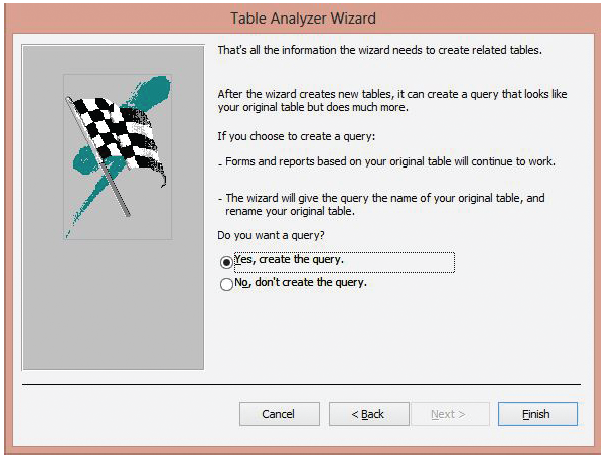 Table Analyzer Wizard
That's all the information the wizard needs to create related tables.
After the wizard creates new tables, it can create a query that looks like
your original table but does much more.
If you choose to create a query:
- Forms and reports based on your original table will continue to work.
- The wizard will give the query the name of your original table, and
rename your original table.
Do you want a query?
Yes, create the query.
No, don't create the query.
Cancel
< Back
Next >
Finish